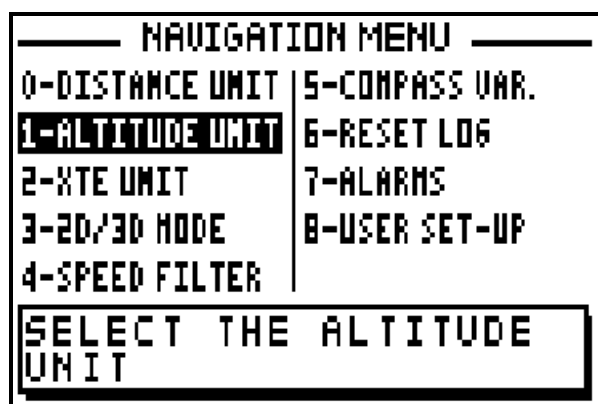 NAVIGATION MENU
0-DISTANCE UNIT
1-ALTITUDE UNIT
2-XTE UNIT
3-2D/3D MODE
4-SPEED FILTER
5-COMPASS VAR.
6-RESET LOG
7-ALARMS
8-USER SET-UP
SELECT THE ALTITUDE
UNIT